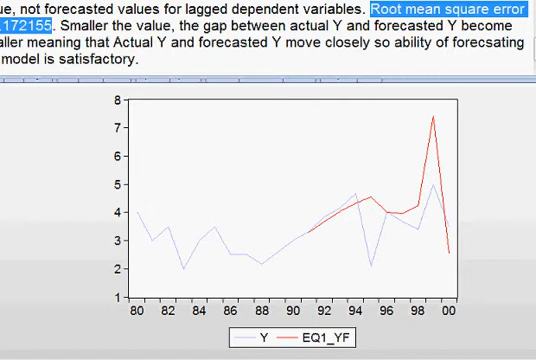 ue, not forecasted values for lagged dependent variables. Root mean square error
.172155. Smaller the value, the gap between actual Y and forecasted Y become
aller meaning that Actual Y and forecasted Y move closely so ability of forecsating
model is satisfactory.
8
7
6
5
4
3
2
1
80 82 84 86 88 90 92 94 96 98 00
Y EQ1_YF